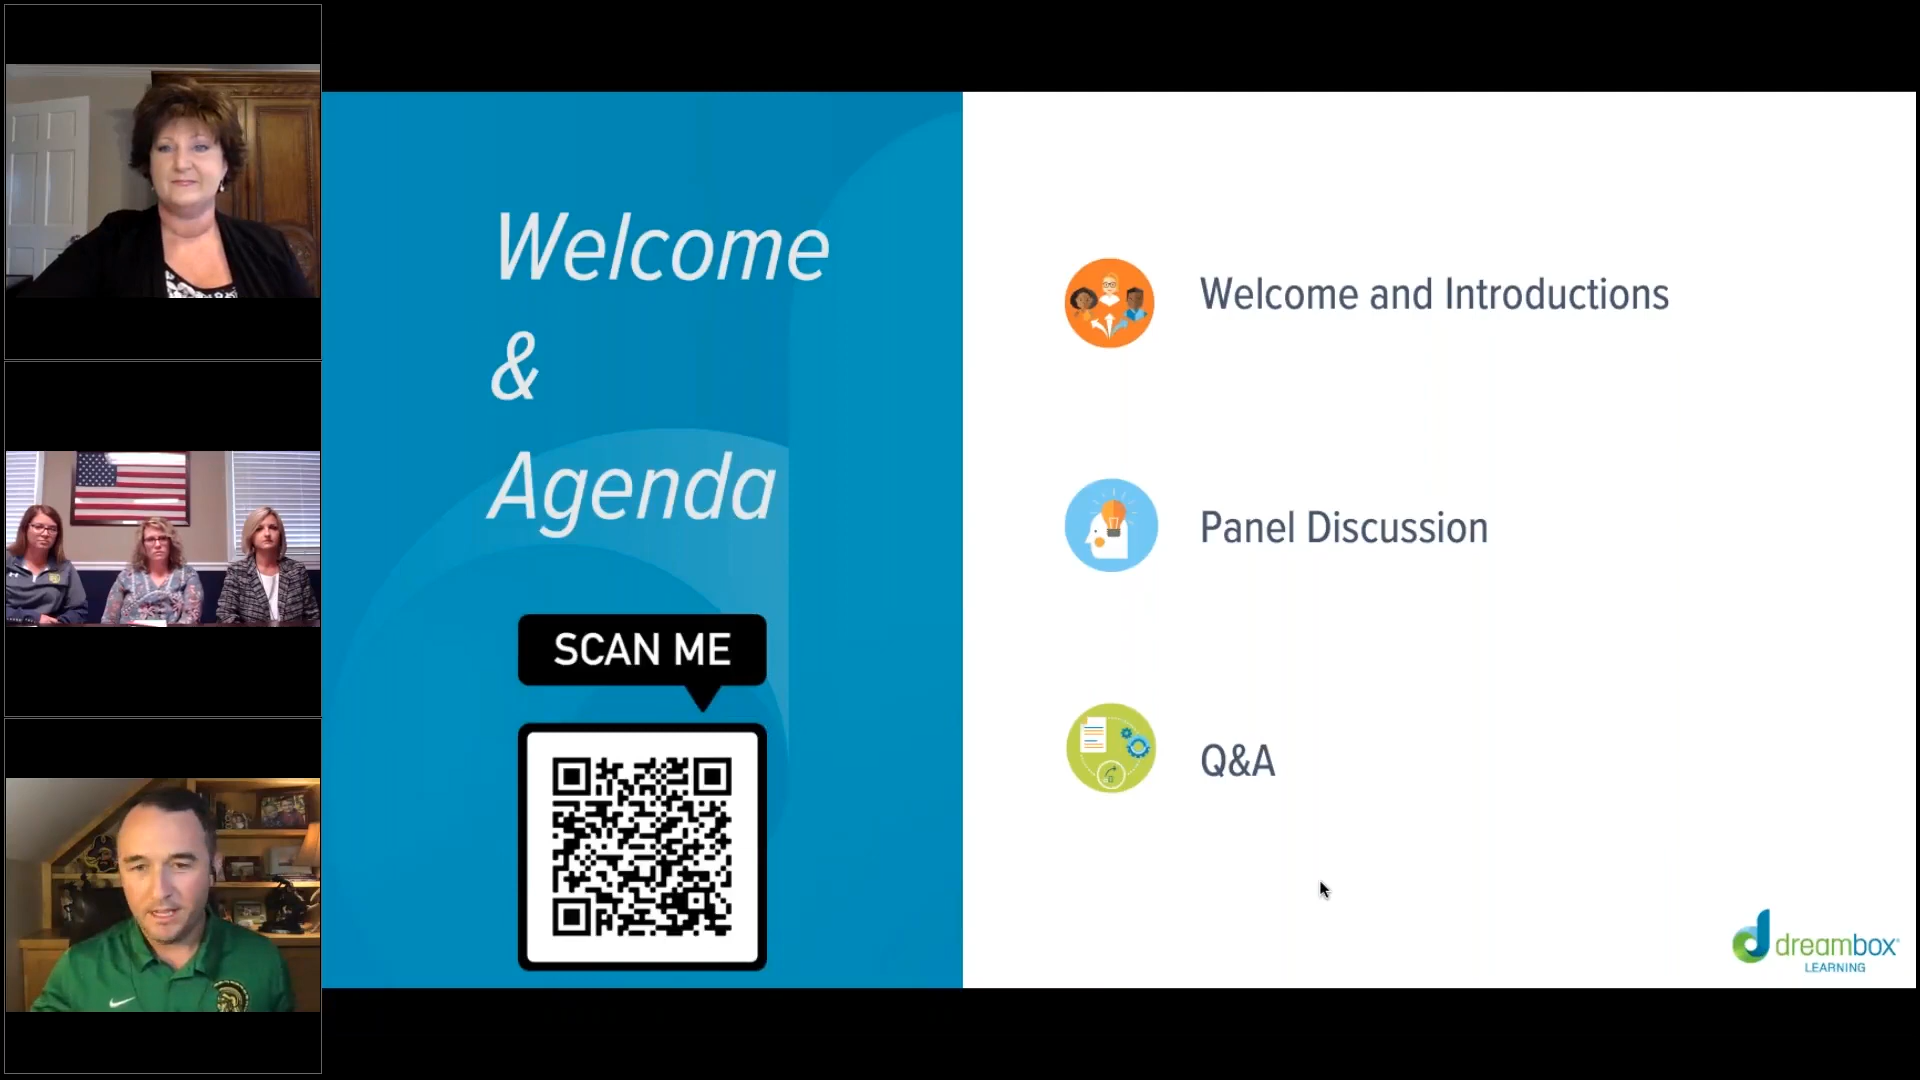 Welcome
&
Agenda
SCAN ME
Welcome and Introductions
Panel Discussion
Q&A
dreambox
LEARNING